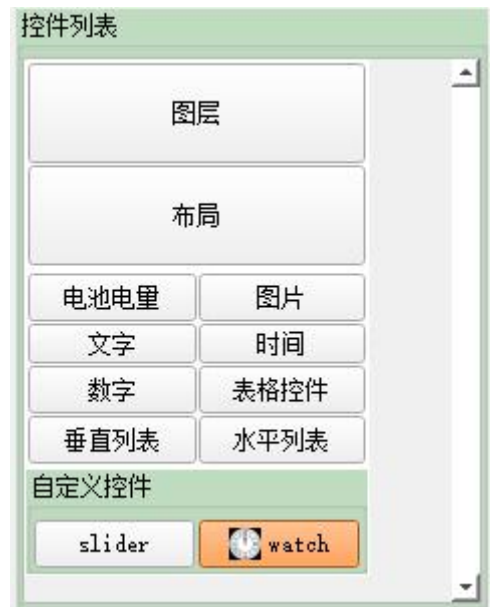 控件列表
图层
布局
电池电量 图片
文字 时间
数字 表格控件
垂直列表 水平列表
自定义控件
slider watch